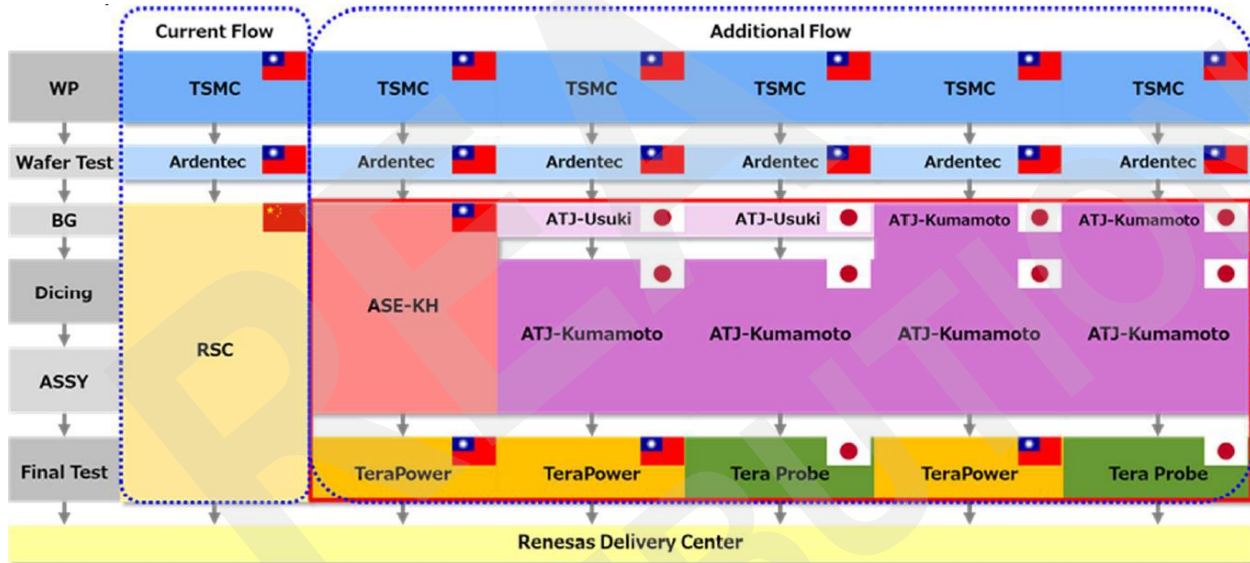 Current Flow Additional Flow
WP TSMC TSMC TSMC TSMC TSMC TSMC
Wafer Test Ardentec Ardentec Ardentec Ardentec Ardentec Ardentec
BG ATJ-Usuki ATJ-Usuki ATJ-Kumamoto ATJ-Kumamoto
Dicing
ASE-KH
ATJ-Kumamoto ATJ-Kumamoto ATJ-Kumamoto ATJ-Kumamoto
RSC
ASSY
Final Test TeraPower TeraPower Tera Probe TeraPower Tera Probe
Renesas Delivery Center